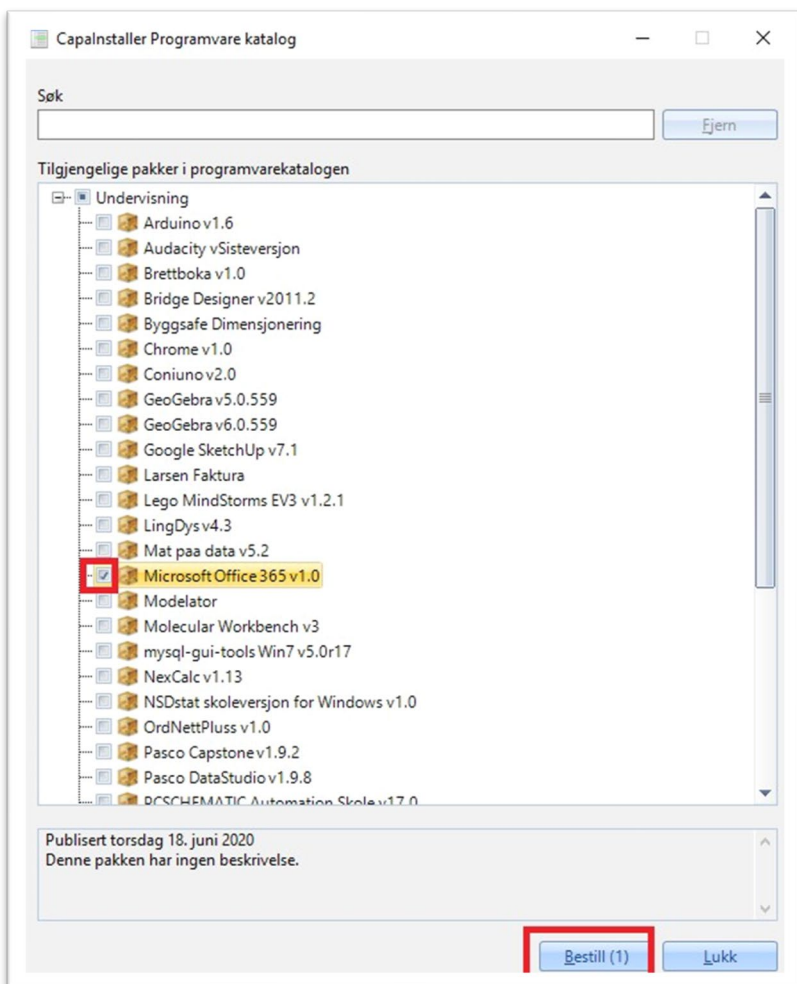 CapaInstaller Programvare katalog
Søk
Fjern
Tilgjengelige pakker i programvarekatalogen
Undervisning
Arduino v1.6
Audacity vSisteversjon
Brettboka v1.0
Bridge Designer v2011.2
Byggsafe Dimensjonering
Chrome v1.0
Coniuno v2.0
GeoGebra v5.0.559
GeoGebra v6.0.559
Google SketchUp v7.1
Larsen Faktura
Lego MindStorms EV3 v1.2.1
LingDys v4.3
Mat paa data v5.2
Microsoft Office 365 v1.0
Modelator
Molecular Workbench v3
mysql-gui-tools Win7 v5.0r17
NexCalc v1.13
NSDstat skoleversjon for Windows v1.0
OrdNettPluss v1.0
Pasco Capstone v1.9.2
Pasco DataStudio v1.9.8
PCSCHEMATIC Automation Skole v17.0
Publisert torsdag 18. juni 2020
Denne pakken har ingen beskrivelse.
Bestill (1)
Lukk